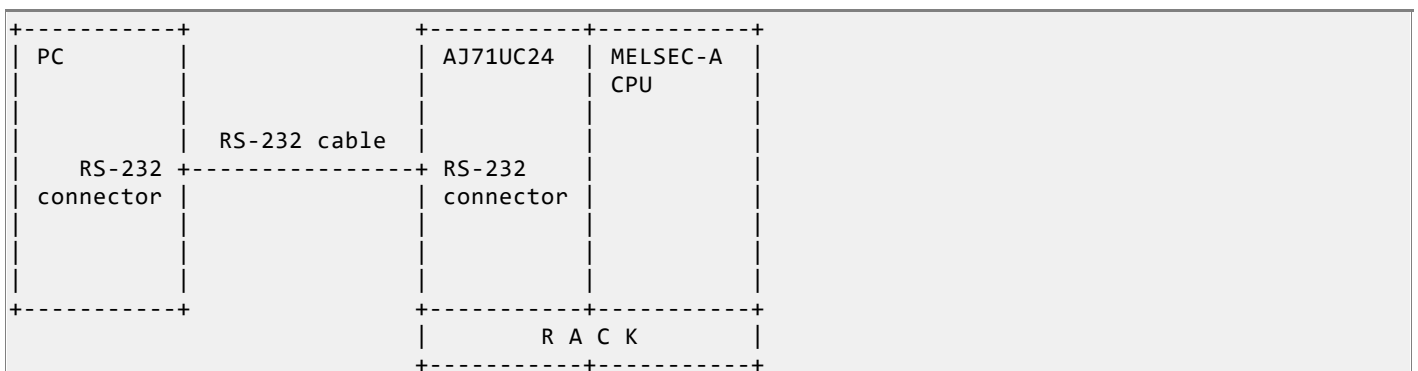 PC AJ71UC24 MELSEC-A
CPU
RS-232 cable
RS-232 RS-232
connector connector
R A C K